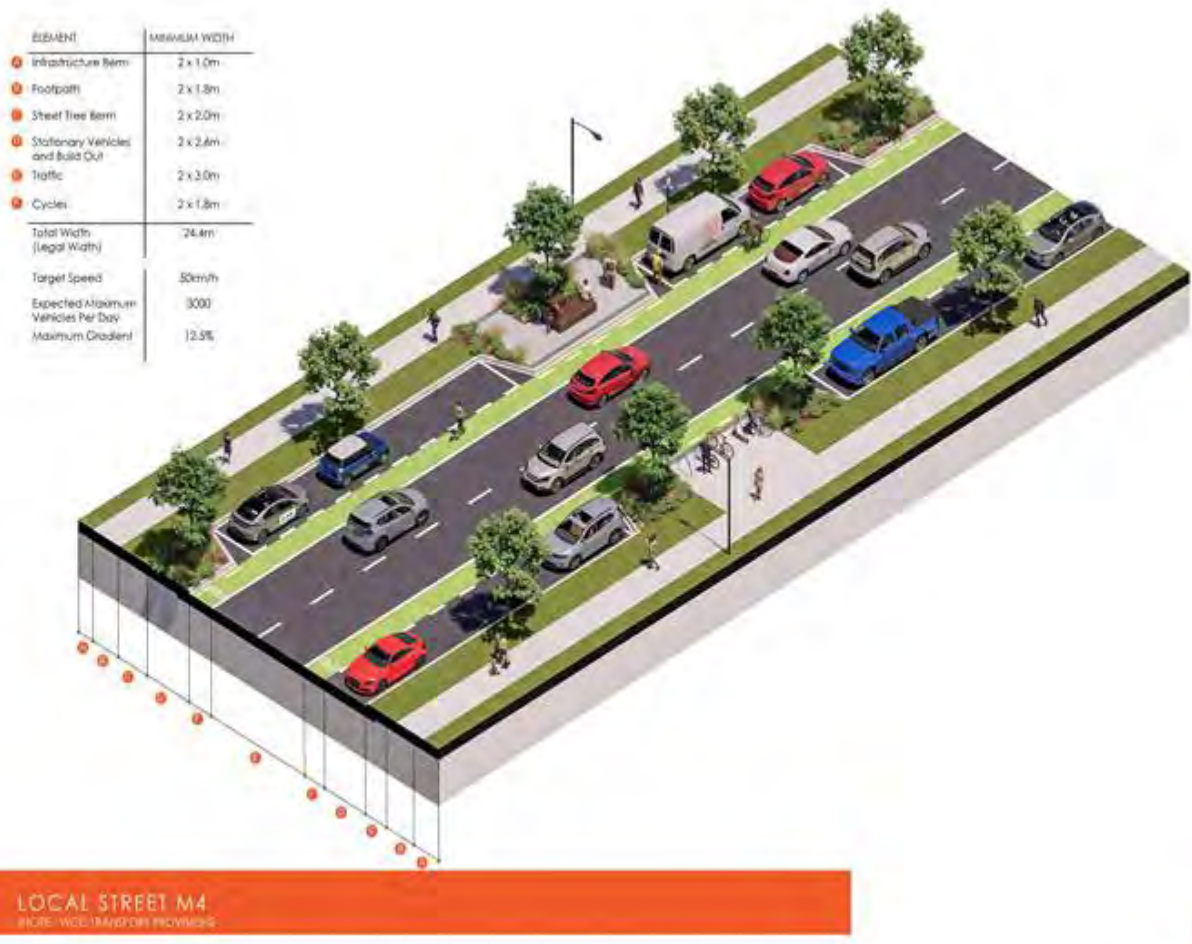 ELEMENT MINIMUM WIDTH
A Infrastructure Berm 2 x 1.0m
B Footpath 2 x 1.8m
C Street Tree Berm 2 x 2.0m
D Stationary Vehicles 2 x 2.6m
and Build Out
E Traffic 2 x 3.0m
F Cycles 2 x 1.8m
Total Width 24.4m
(Legal Width)
Target Speed 50km/h
Expected Maximum 3000
Vehicles Per Day
Maximum Gradient 12.5%
A
B
C
D
F
E
F
D
C
B
A
LOCAL STREET M4